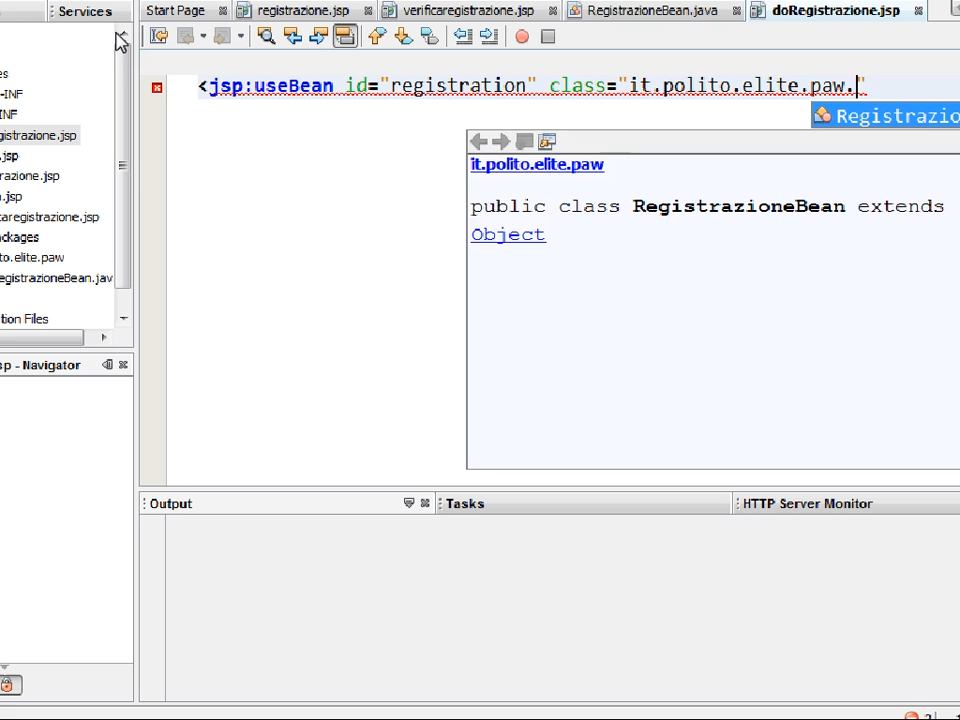 Services
Start Page
registrazione.jsp
verificaregistrazione.jsp
RegistrazioneBean.java
doRegistrazione.jsp
es
-INF
NF
gistrazione.jsp
.jsp
razione.jsp
a.jsp
caregistrazione.jsp
ackages
to.elite.paw
egistrazioneBean.jav
tion Files
<jsp:useBean id="registration" class="it.polito.elite.paw."
Registrazio
it.polito.elite.paw
public class RegistrazioneBean extends
Object
sp - Navigator
Output
Tasks
HTTP Server Monitor